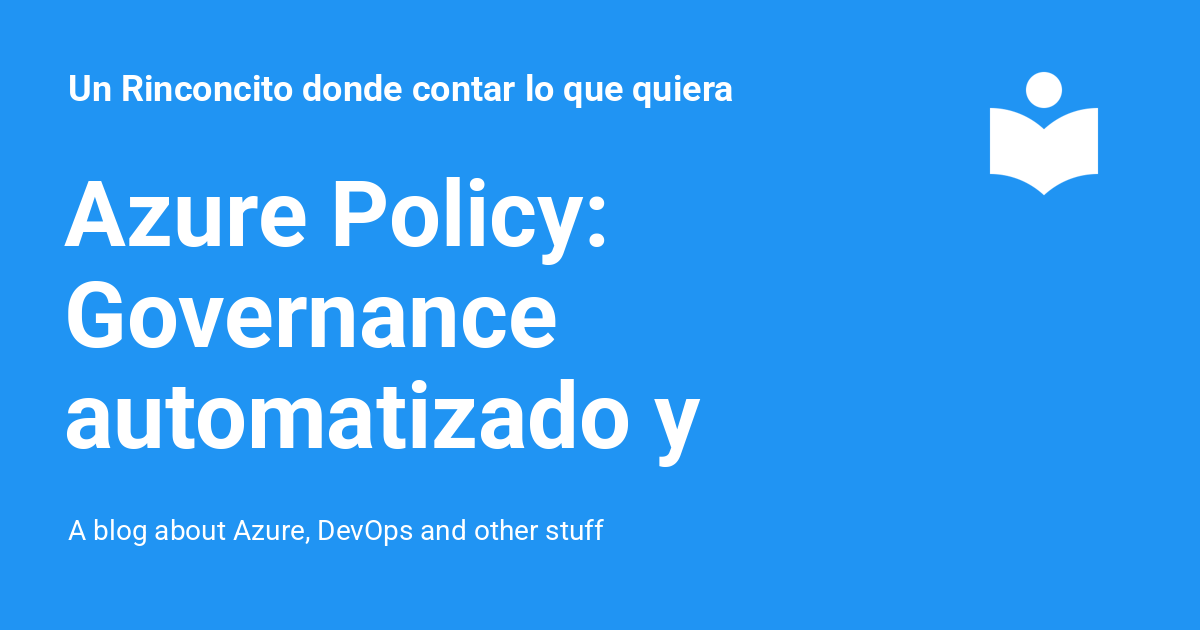 Un Rinconcito donde contar lo que quiera
Azure Policy:
Governance
automatizado y
A blog about Azure, DevOps and other stuff